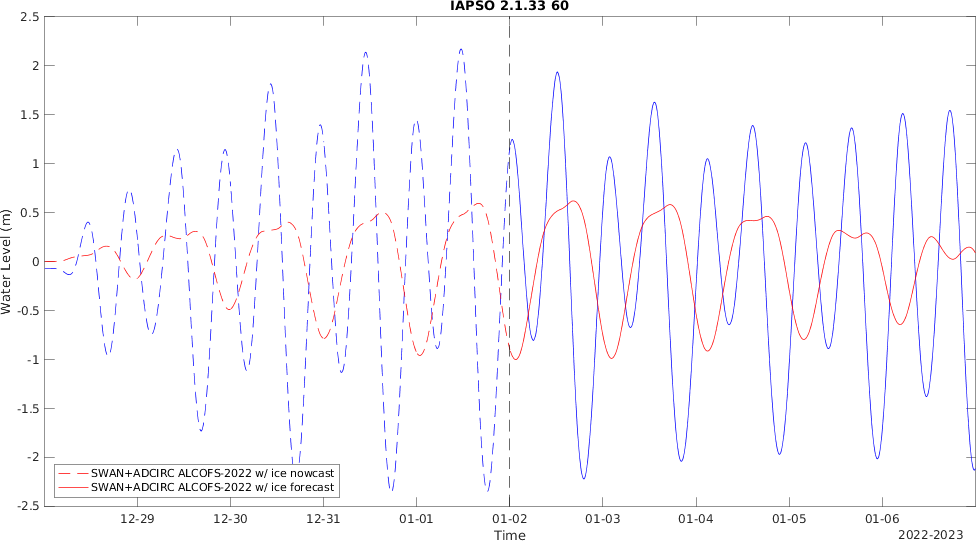 IAPSO 2.1.33 60
2.5
2
1.5
1
0.5
0
-0.5
-1
-1.5
-2
-2.5
Water Level (m)
SWAN+ADCIRC ALCOFS-2022 w/ ice nowcast
SWAN+ADCIRC ALCOFS-2022 w/ ice forecast
12-29 12-30 12-31 01-01 01-02 01-03 01-04 01-05 01-06
Time
2022-2023